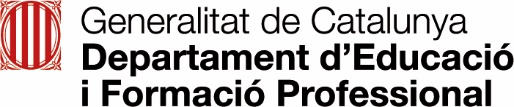 Generalitat de Catalunya
Departament d’Educació
i Formació Professional